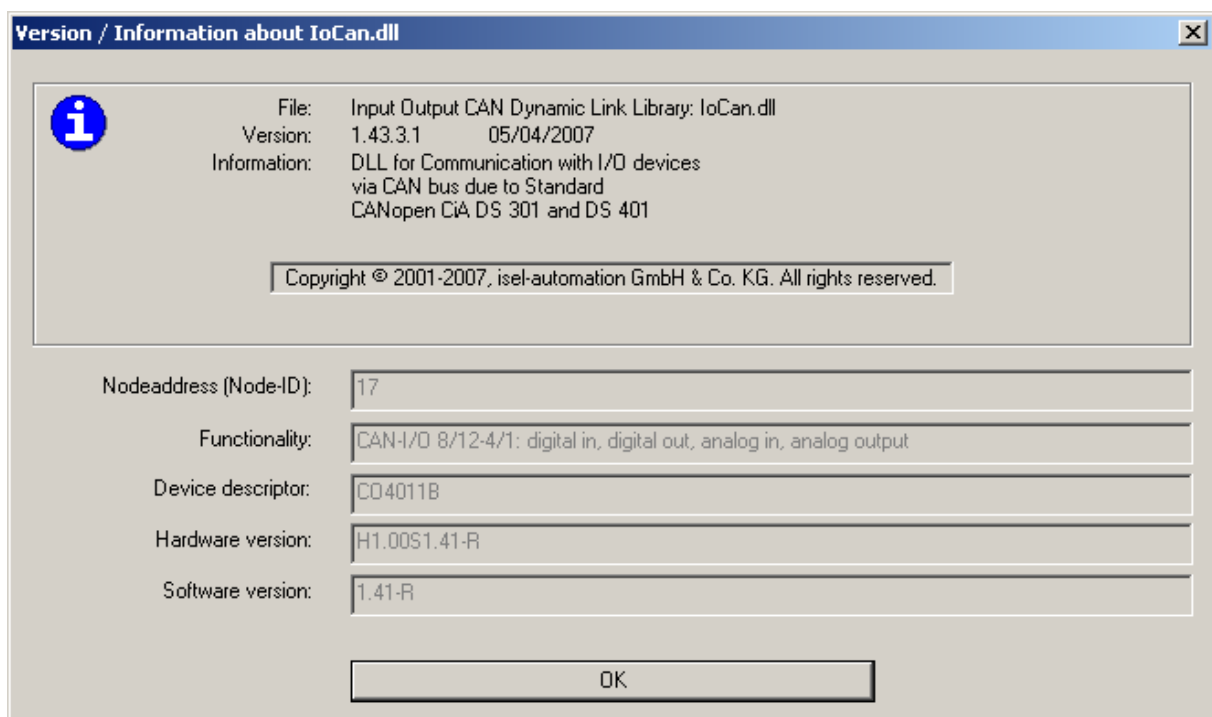 Version / Information about IoCan.dll
File: Input Output CAN Dynamic Link Library: IoCan.dll
Version: 1.43.3.1 05/04/2007
Information: DLL for Communication with I/O devices
via CAN bus due to Standard
CANopen CiA DS 301 and DS 401
Copyright © 2001-2007, isel-automation GmbH & Co. KG. All rights reserved.
Nodeaddress (Node-ID): 17
Functionality: CAN-I/O 8/12-4/1: digital in, digital out, analog in, analog output
Device descriptor: CO4011B
Hardware version: H1.00S1.41-R
Software version: 1.41-R
OK